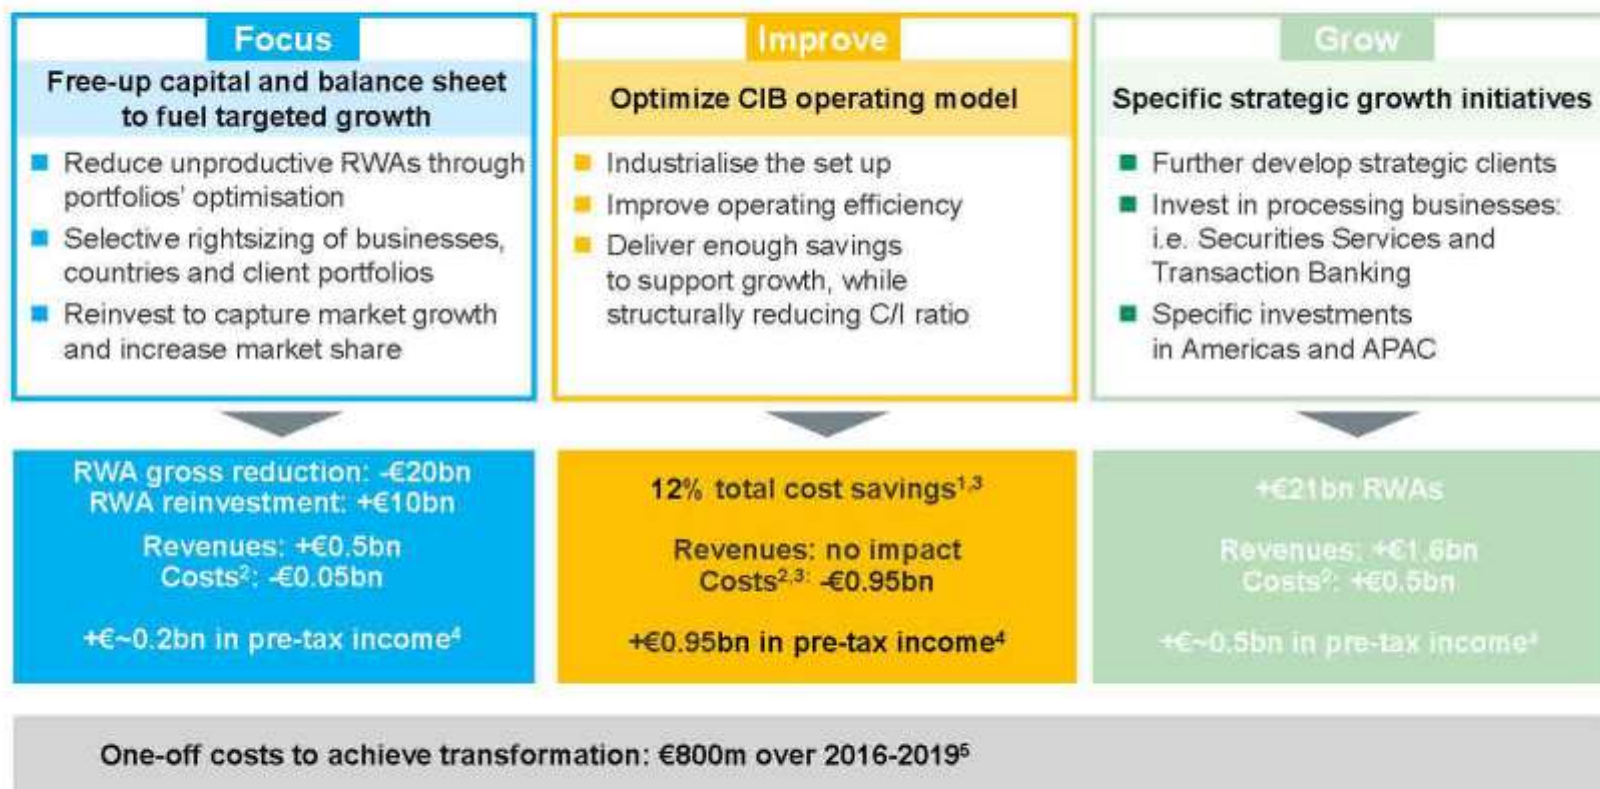 Focus
Free-up capital and balance sheet
to fuel targeted growth
■ Reduce unproductive RWAs through
portfolios' optimisation
■ Selective rightsizing of businesses,
countries and client portfolios
■ Reinvest to capture market growth
and increase market share
RWA gross reduction: -€20bn
RWA reinvestment: +€10bn
Revenues: +€0.5bn
Costs²: -€0.05bn
+€~0.2bn in pre-tax income⁴
Improve
Optimize CIB operating model
■ Industrialise the set up
■ Improve operating efficiency
■ Deliver enough savings
to support growth, while
structurally reducing C/I ratio
12% total cost savings¹,³
Revenues: no impact
Costs²,³: -€0.95bn
+€0.95bn in pre-tax income⁴
Grow
Specific strategic growth initiatives
■ Further develop strategic clients
■ Invest in processing businesses:
i.e. Securities Services and
Transaction Banking
■ Specific investments
in Americas and APAC
+€21bn RWAs
Revenues: +€1.6bn
Costs²: +€0.5bn
+€~0.5bn in pre-tax income⁴
One-off costs to achieve transformation: €800m over 2016-2019⁵